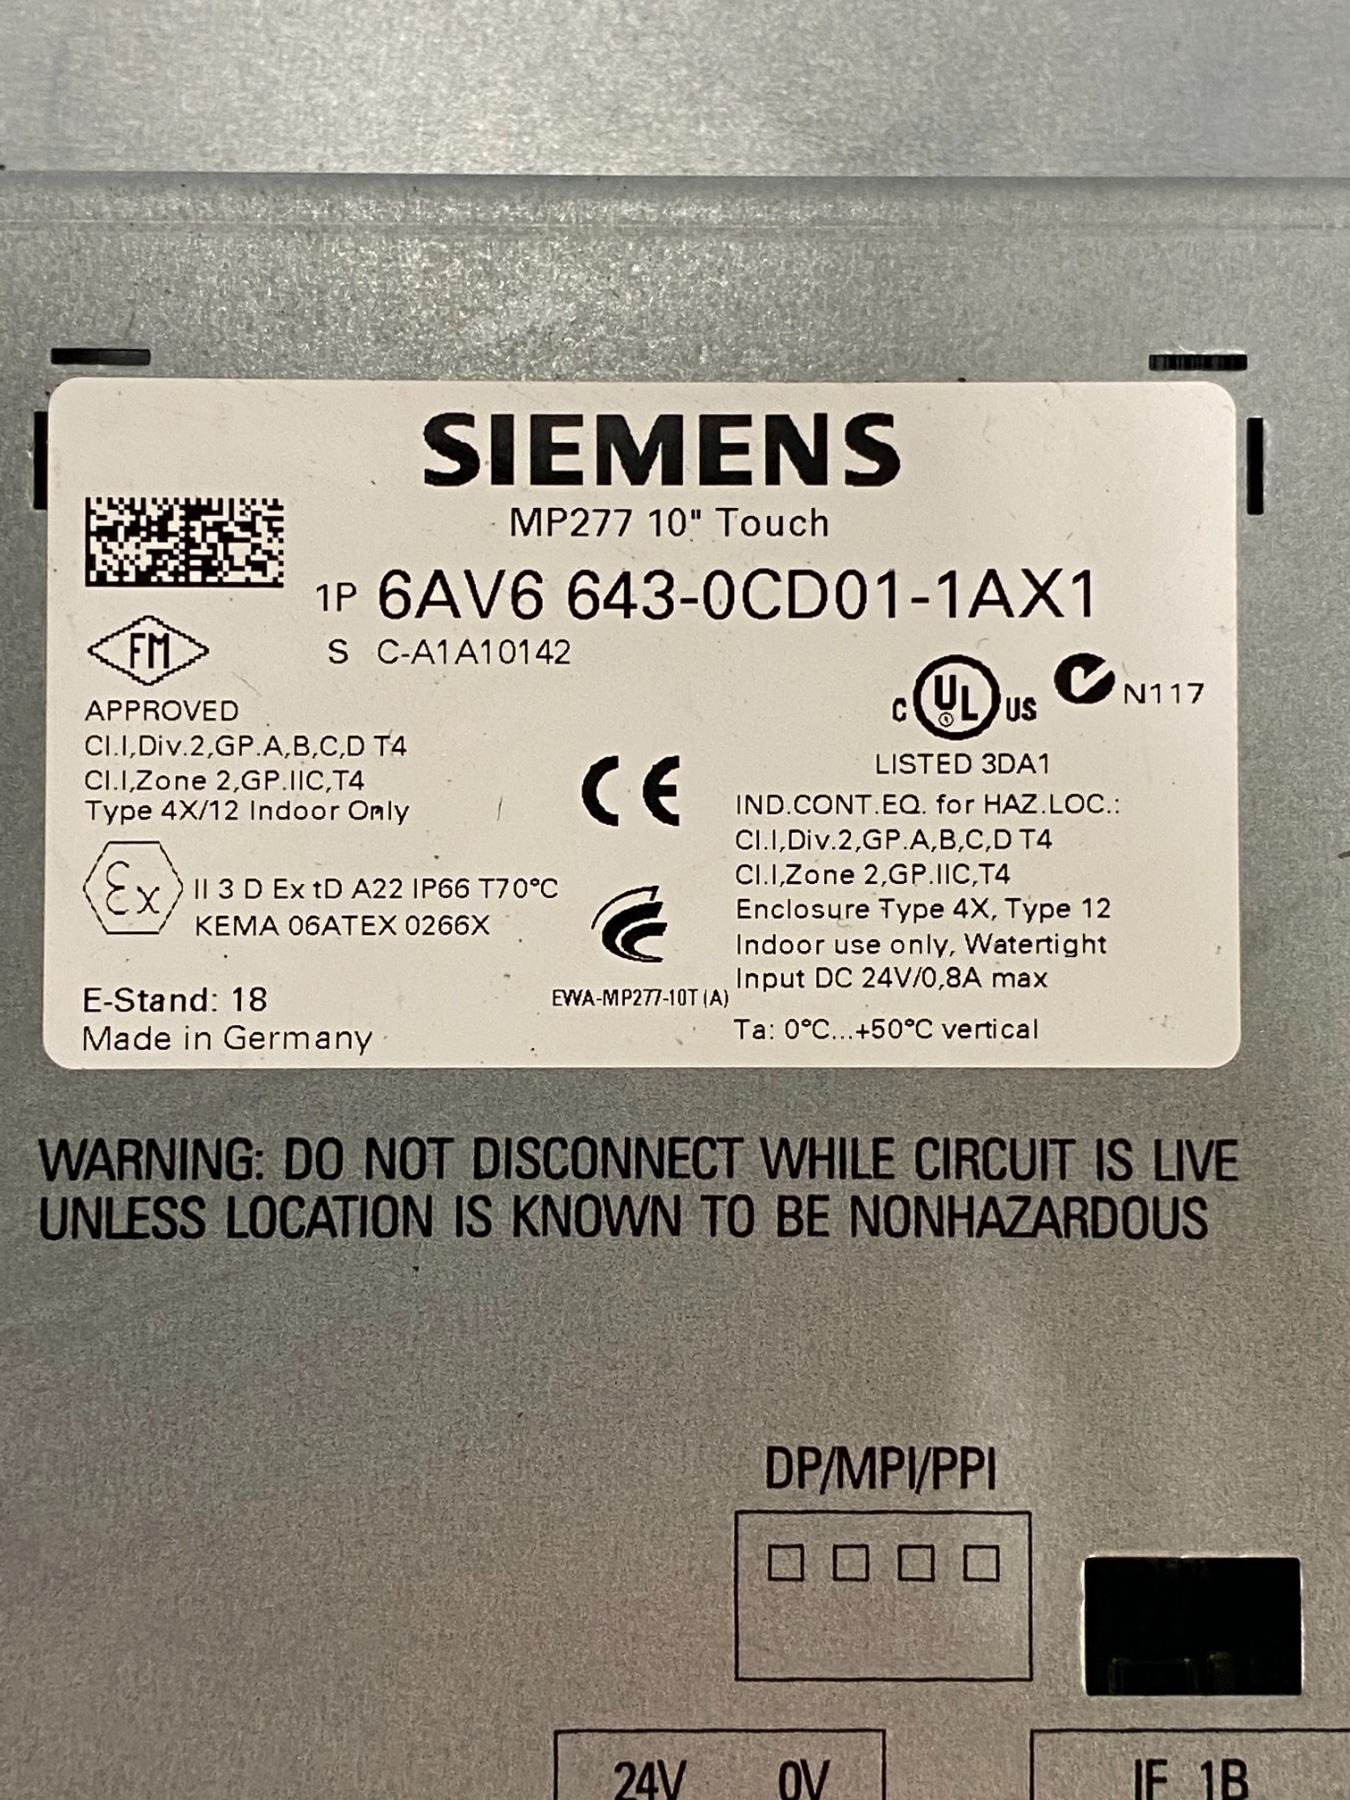 SIEMENS
MP277 10" Touch
1P 6AV6 643-0CD01-1AX1
S C-A1A10142
FM
APPROVED
Cl.I,Div.2,GP.A,B,C,D T4
Cl.I,Zone 2,GP.IIC,T4
Type 4X/12 Indoor Only
Ex II 3 D Ex tD A22 IP66 T70°C
KEMA 06ATEX 0266X
E-Stand: 18
Made in Germany
CE
EWA-MP277-10T(A)
C UL US N117
LISTED 3DA1
IND.CONT.EQ. for HAZ.LOC.:
Cl.I,Div.2,GP.A,B,C,D T4
Cl.I,Zone 2,GP.IIC,T4
Enclosure Type 4X, Type 12
Indoor use only, Watertight
Input DC 24V/0,8A max
Ta: 0°C...+50°C vertical
WARNING: DO NOT DISCONNECT WHILE CIRCUIT IS LIVE
UNLESS LOCATION IS KNOWN TO BE NONHAZARDOUS
DP/MPI/PPI
24V 0V
IF 1B